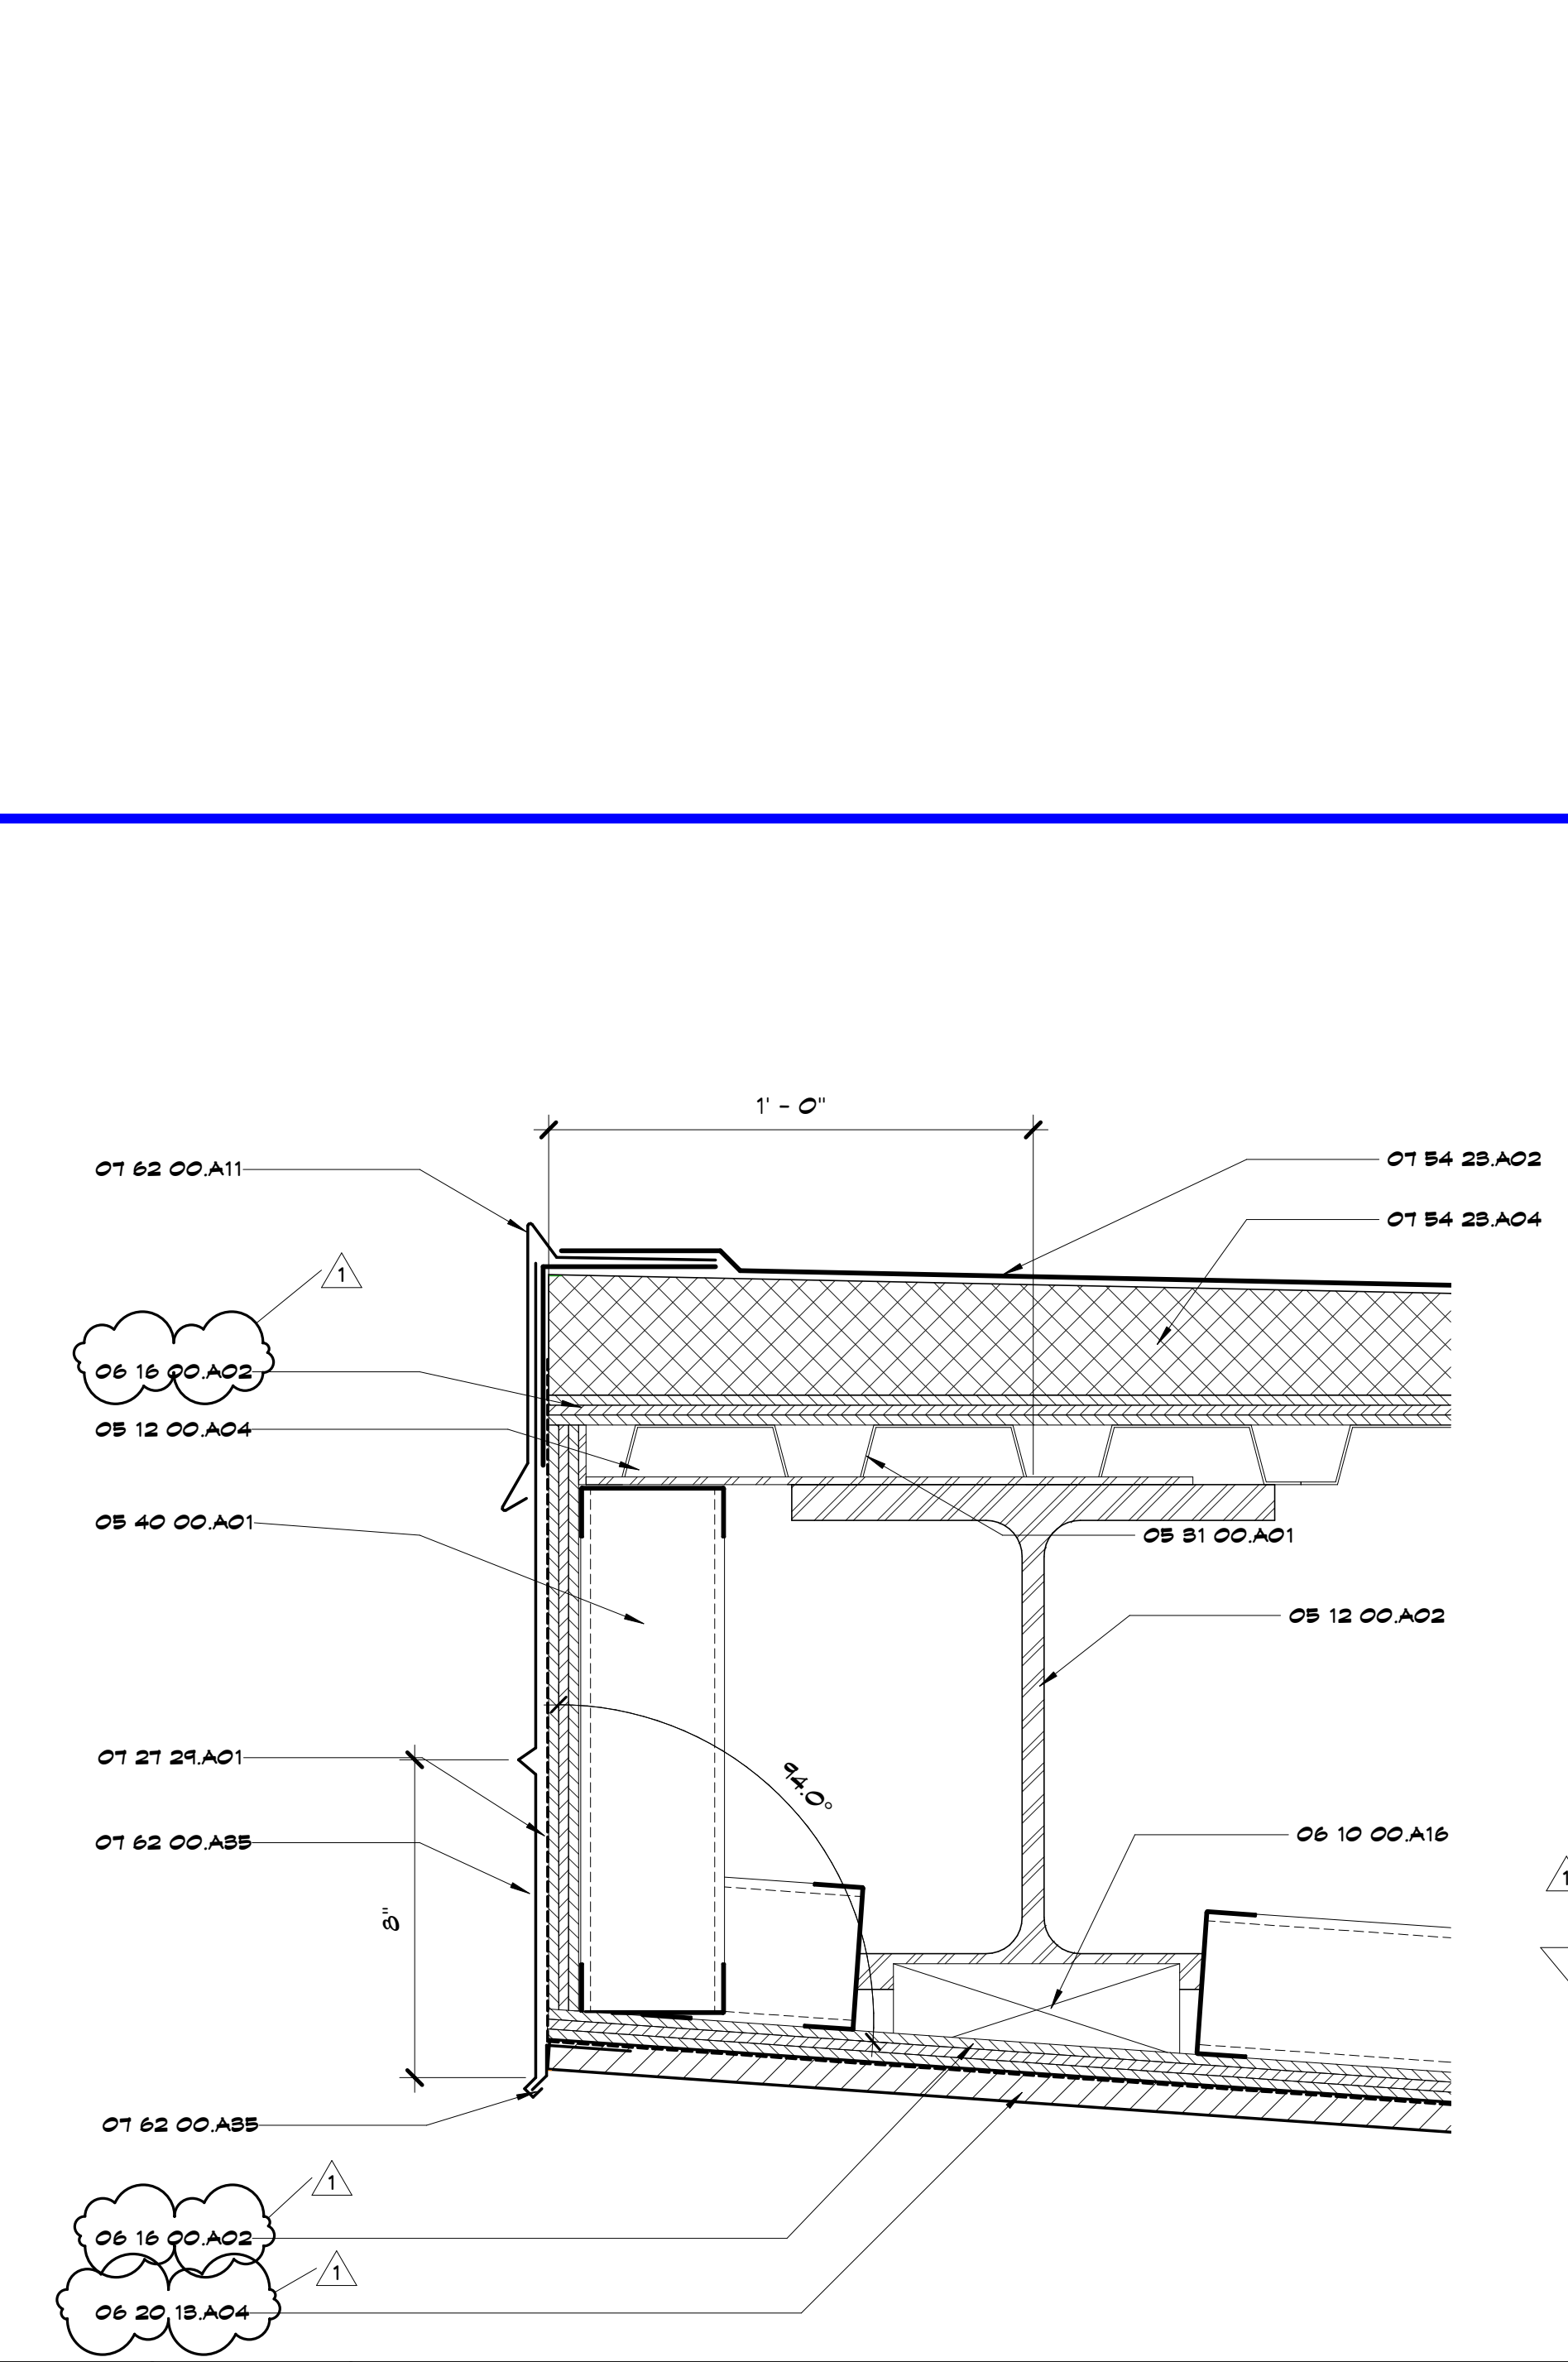 1' - 0"
07 62 00.A11
07 54 23.A02
07 54 23.A04
1
06 16 00.A02
05 12 00.A04
05 40 00.A01
05 31 00.A01
05 12 00.A02
07 27 29.A01
94.0°
06 10 00.A16
07 62 00.A35
1
8"
07 62 00.A35
1
06 16 00.A02
1
06 20 13.A04